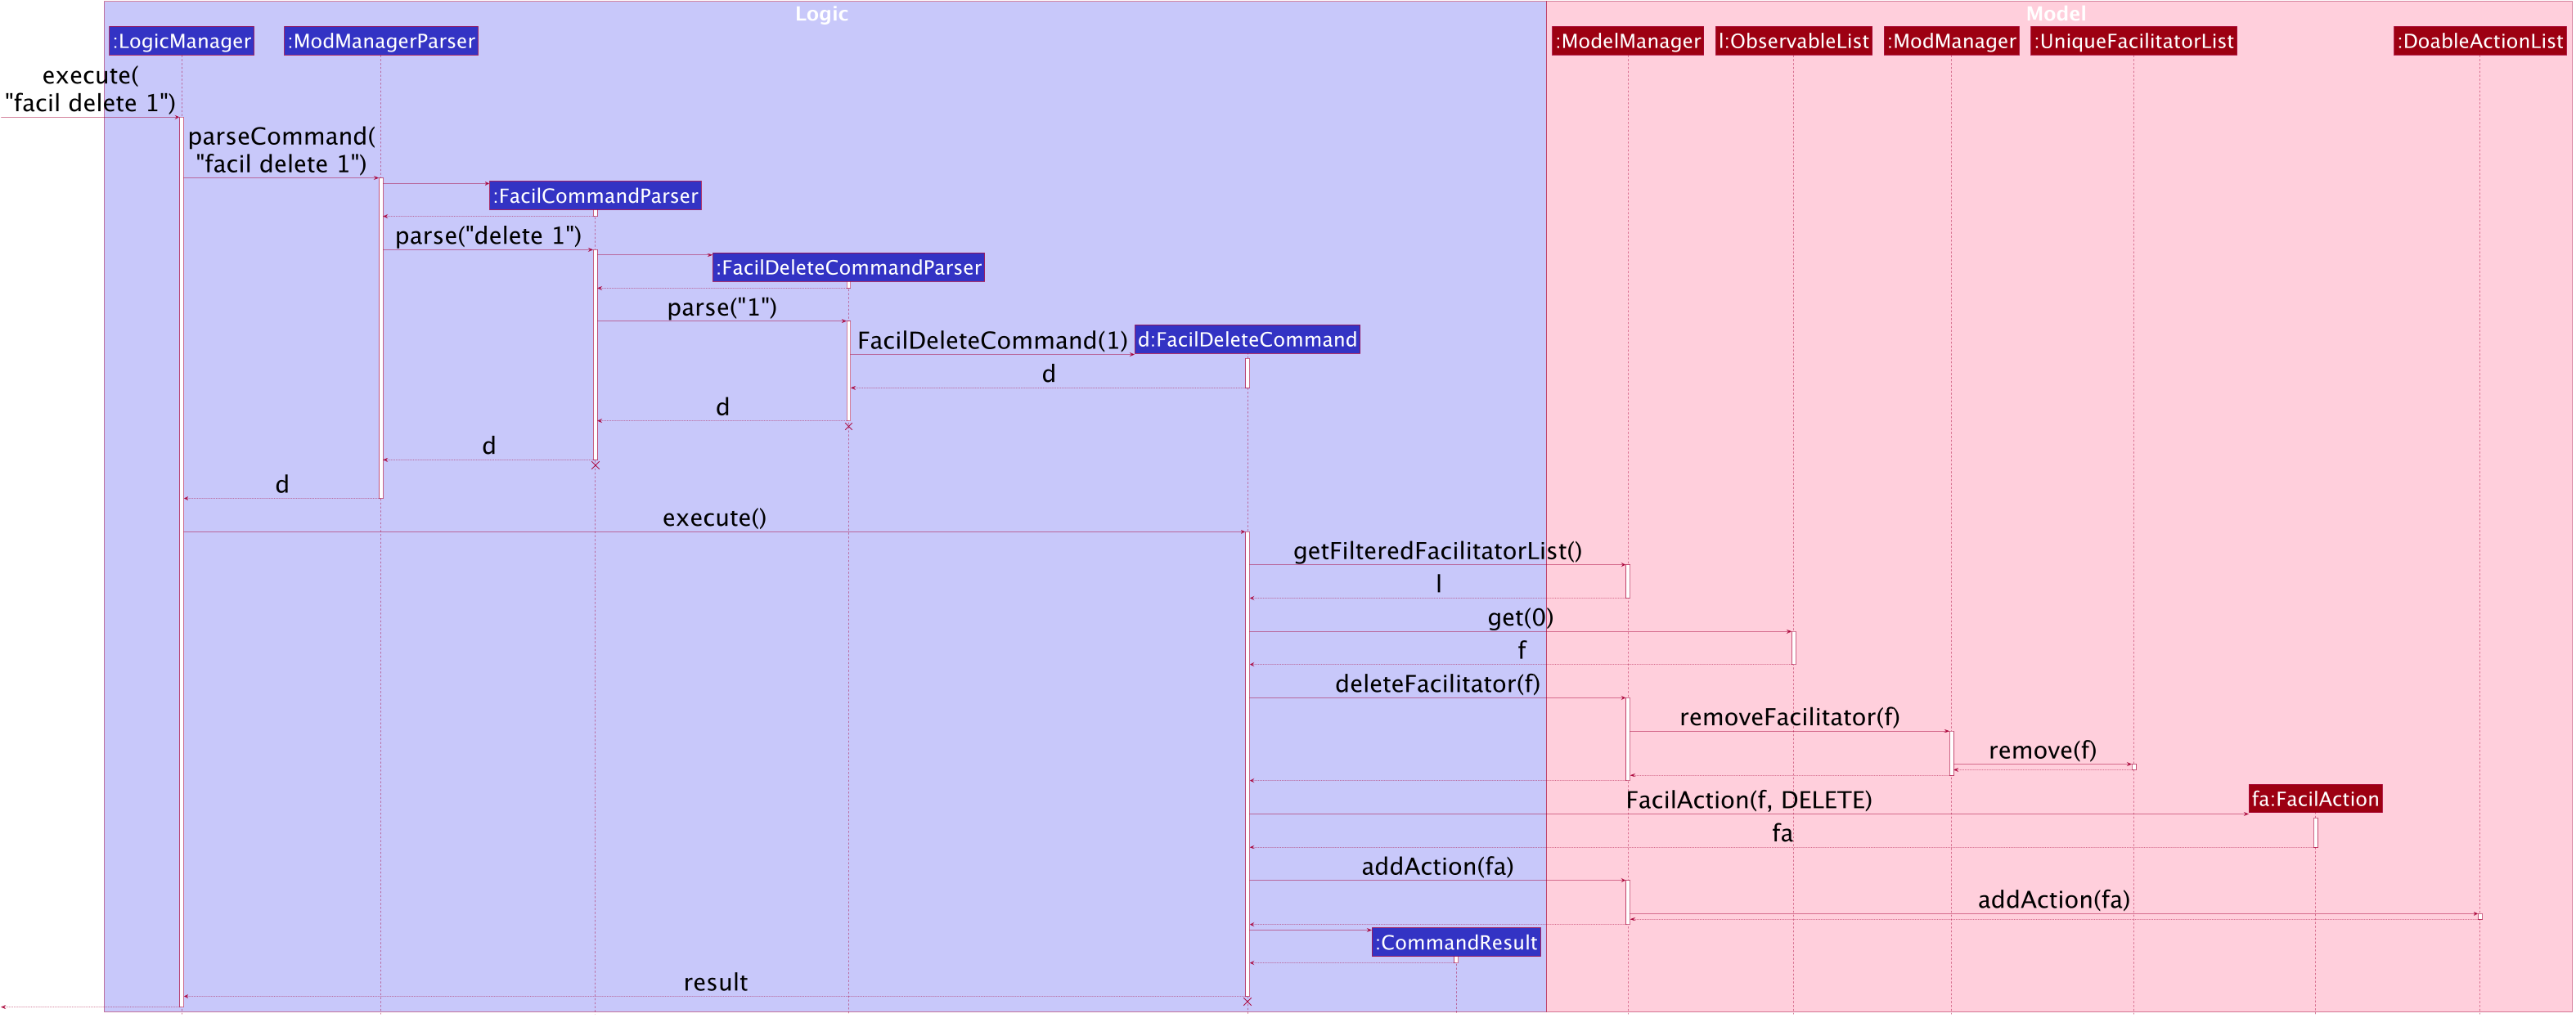 Logic
Model
:LogicManager
:ModManagerParser
:ModelManager
l:ObservableList
:ModManager
:UniqueFacilitatorList
:DoableActionList
execute(
"facil delete 1")
parseCommand(
"facil delete 1")
:FacilCommandParser
parse("delete 1")
:FacilDeleteCommandParser
parse("1")
FacilDeleteCommand(1)
d:FacilDeleteCommand
d
d
d
d
execute()
getFilteredFacilitatorList()
l
get(0)
f
deleteFacilitator(f)
removeFacilitator(f)
remove(f)
FacilAction(f, DELETE)
fa:FacilAction
fa
addAction(fa)
addAction(fa)
:CommandResult
result